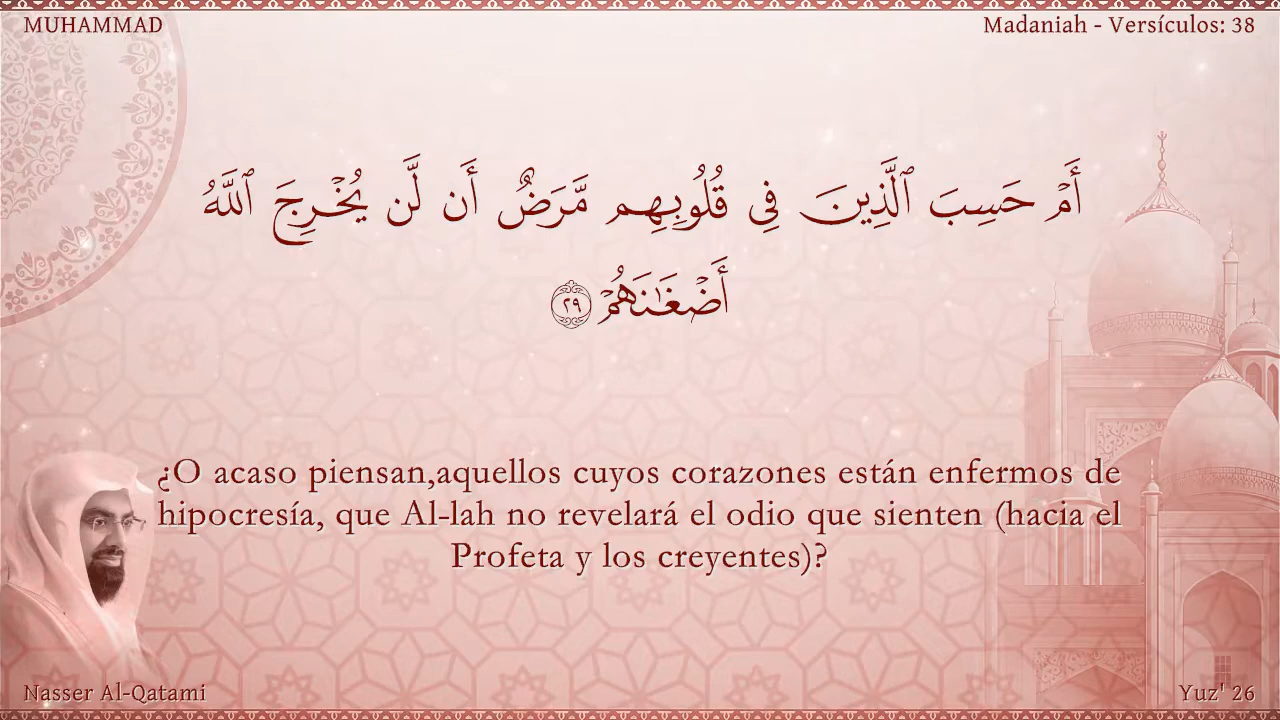 MUHAMMAD
Madaniah - Versículos: 38
أَمْ حَسِبَ ٱلَّذِينَ فِى قُلُوبِهِم مَّرَضٌ أَن لَّن يُخْرِجَ ٱللَّهُ
أَضْغَـٰنَهُمْ ٢٩
¿O acaso piensan,aquellos cuyos corazones están enfermos de
hipocresía, que Al-lah no revelará el odio que sienten (hacia el
Profeta y los creyentes)?
Nasser Al-Qatami
Yuz' 26